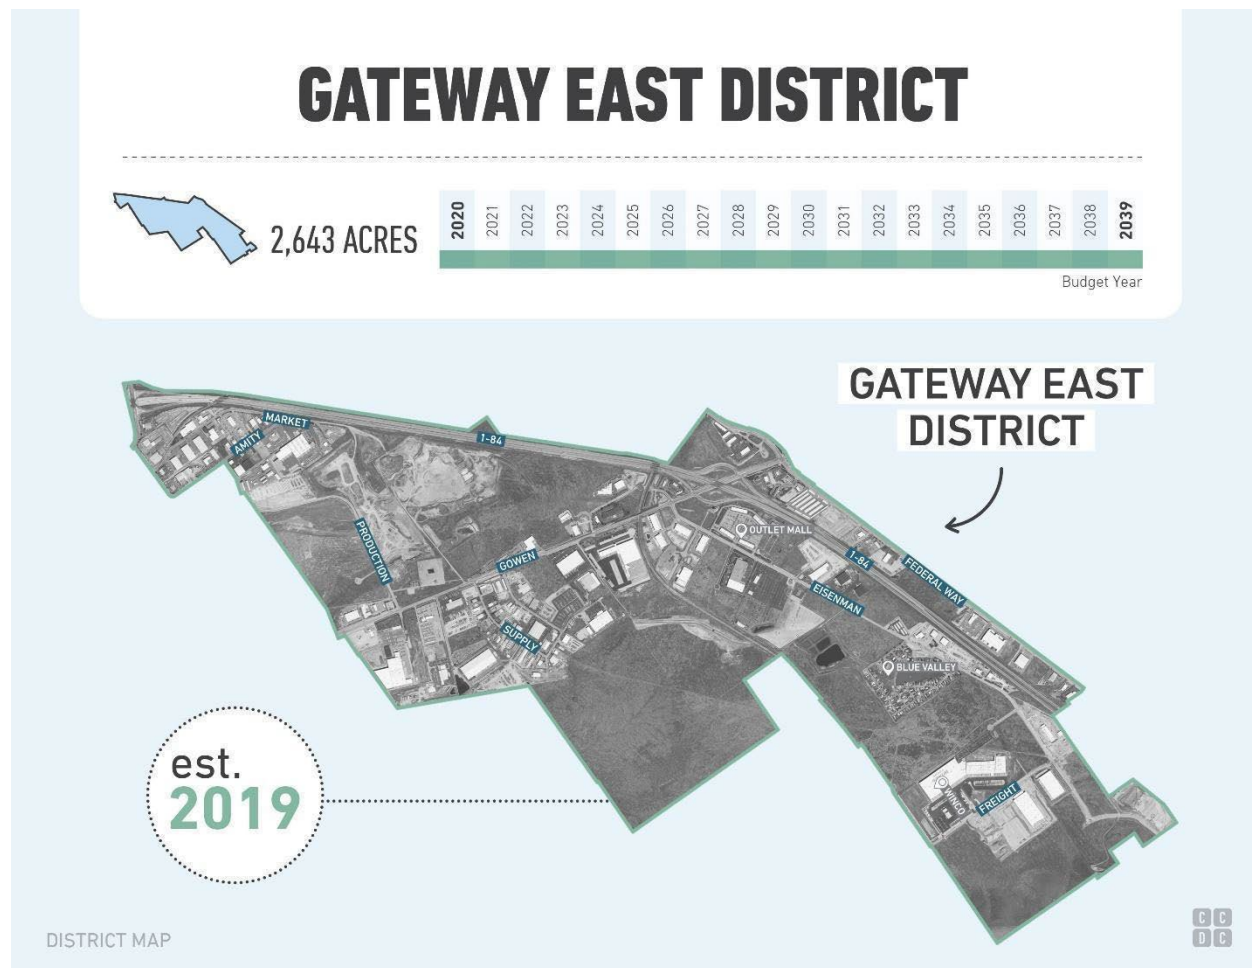 GATEWAY EAST DISTRICT
2,643 ACRES
2020 2021 2022 2023 2024 2025 2026 2027 2028 2029 2030 2031 2032 2033 2034 2035 2036 2037 2038 2039
Budget Year
GATEWAY EAST
DISTRICT
MARKET
AMITY
1-84
PRODUCTION
GOWEN
SUPPLY
OUTLET MALL
1-84
FEDERAL WAY
EISENMAN
BLUE VALLEY
WINCO
FREIGHT
est.
2019
DISTRICT MAP
C C
D C